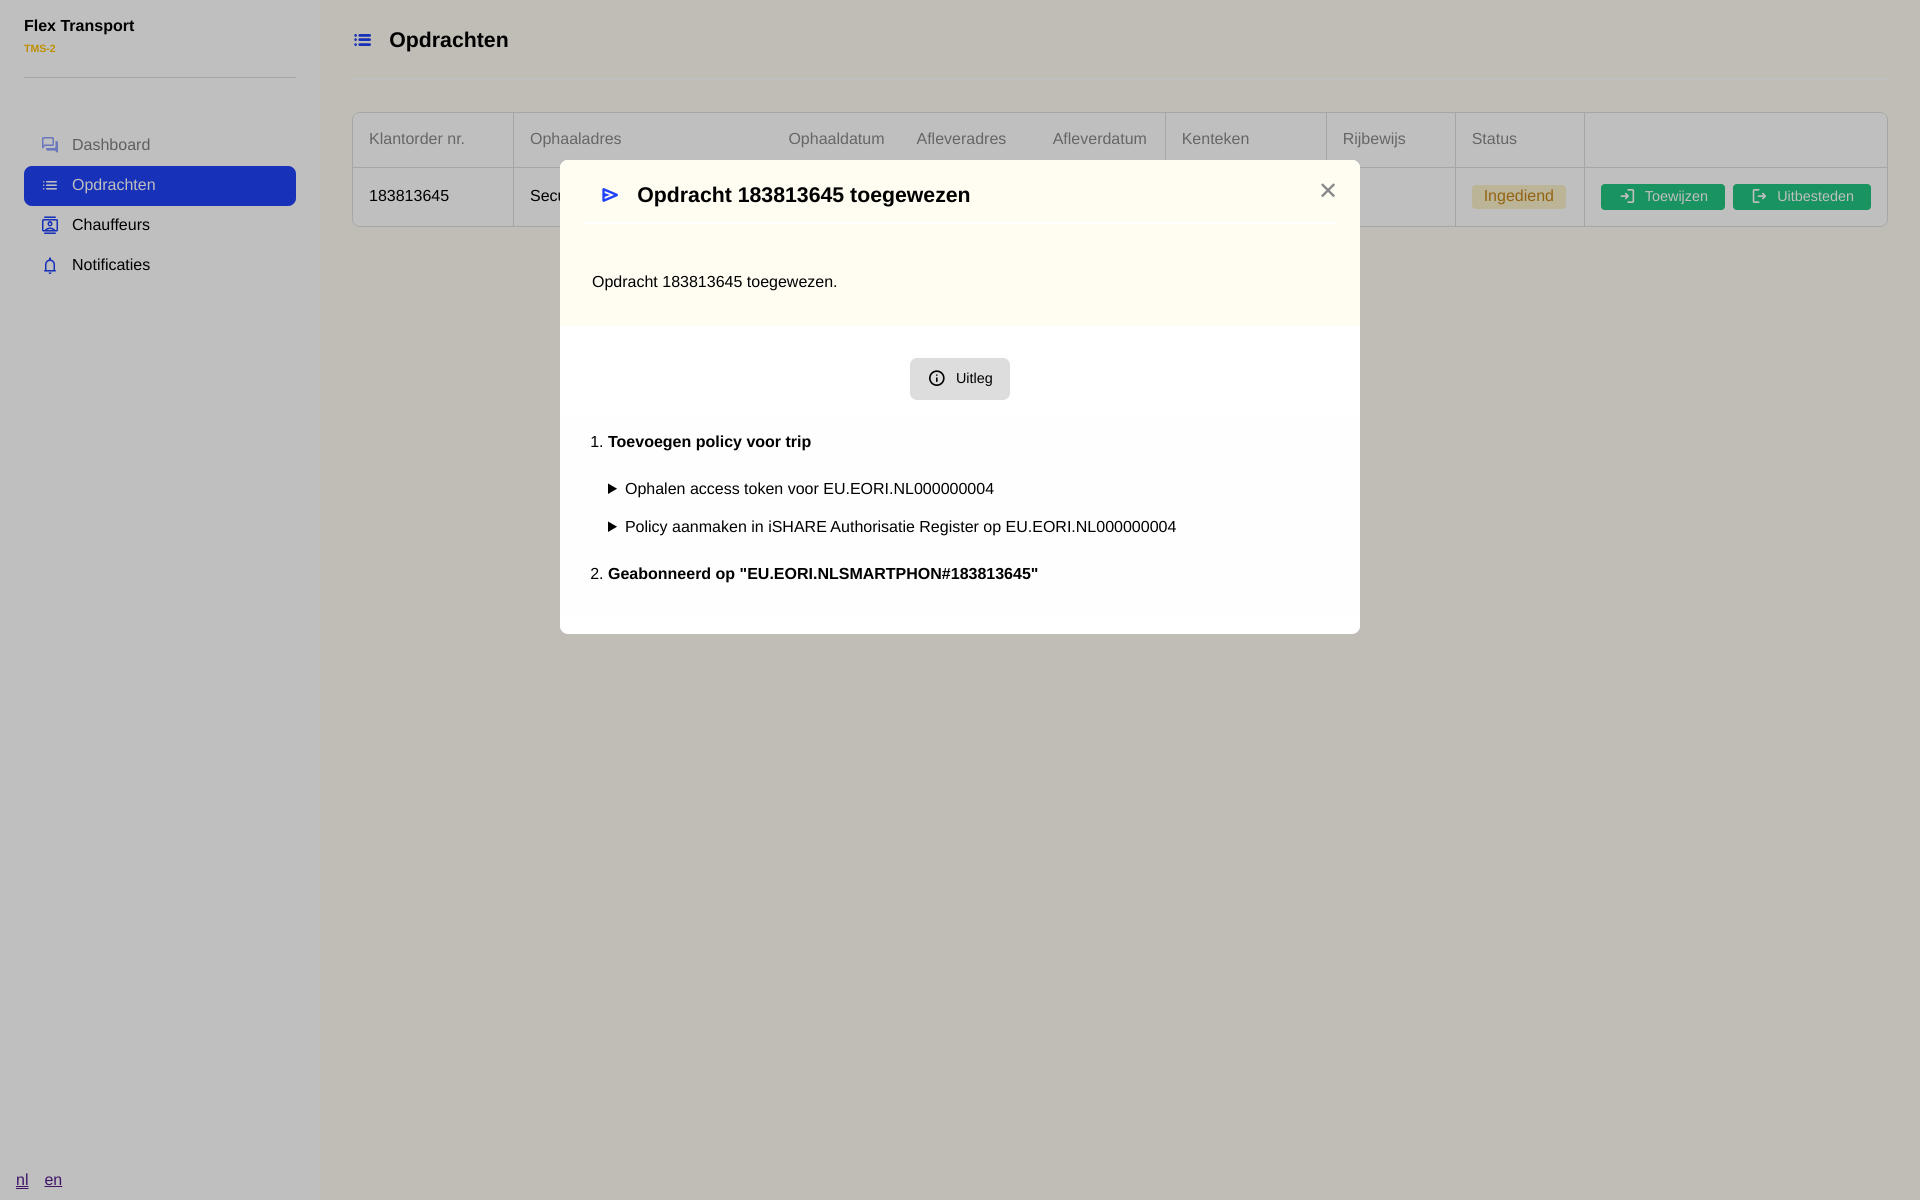 Flex Transport
TMS-2
Dashboard
Opdrachten
Chauffeurs
Notificaties
nl en
Opdrachten
Klantorder nr. Ophaaladres Ophaaldatum Afleveradres Afleverdatum Kenteken Rijbewijs Status
183813645 Ingediend Toewijzen Uitbesteden
Opdracht 183813645 toegewezen
Opdracht 183813645 toegewezen.
Uitleg
1. Toevoegen policy voor trip
Ophalen access token voor EU.EORI.NL000000004
Policy aanmaken in iSHARE Authorisatie Register op EU.EORI.NL000000004
2. Geabonneerd op "EU.EORI.NLSMARTPHON#183813645"